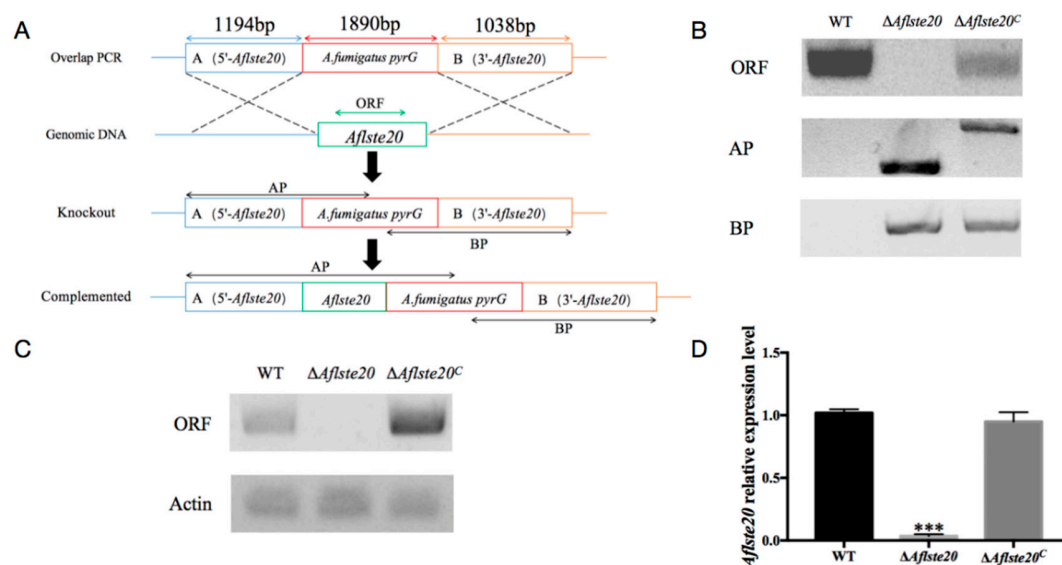 A
1194bp 1890bp 1038bp
Overlap PCR A (5'-Aflste20) A.fumigatus pyrG B (3'-Aflste20)
ORF
Genomic DNA Aflste20
AP
Knockout A (5'-Aflste20) A.fumigatus pyrG B (3'-Aflste20)
BP
AP
Complemented A (5'-Aflste20) Aflste20 A.fumigatus pyrG B (3'-Aflste20)
BP
B
WT ΔAflste20 ΔAflste20ᶜ
ORF
AP
BP
C
WT ΔAflste20 ΔAflste20ᶜ
ORF
Actin
D
Aflste20 relative expression level
1.5
1.0
0.5
0.0
***
WT ΔAflste20 ΔAflste20ᶜ